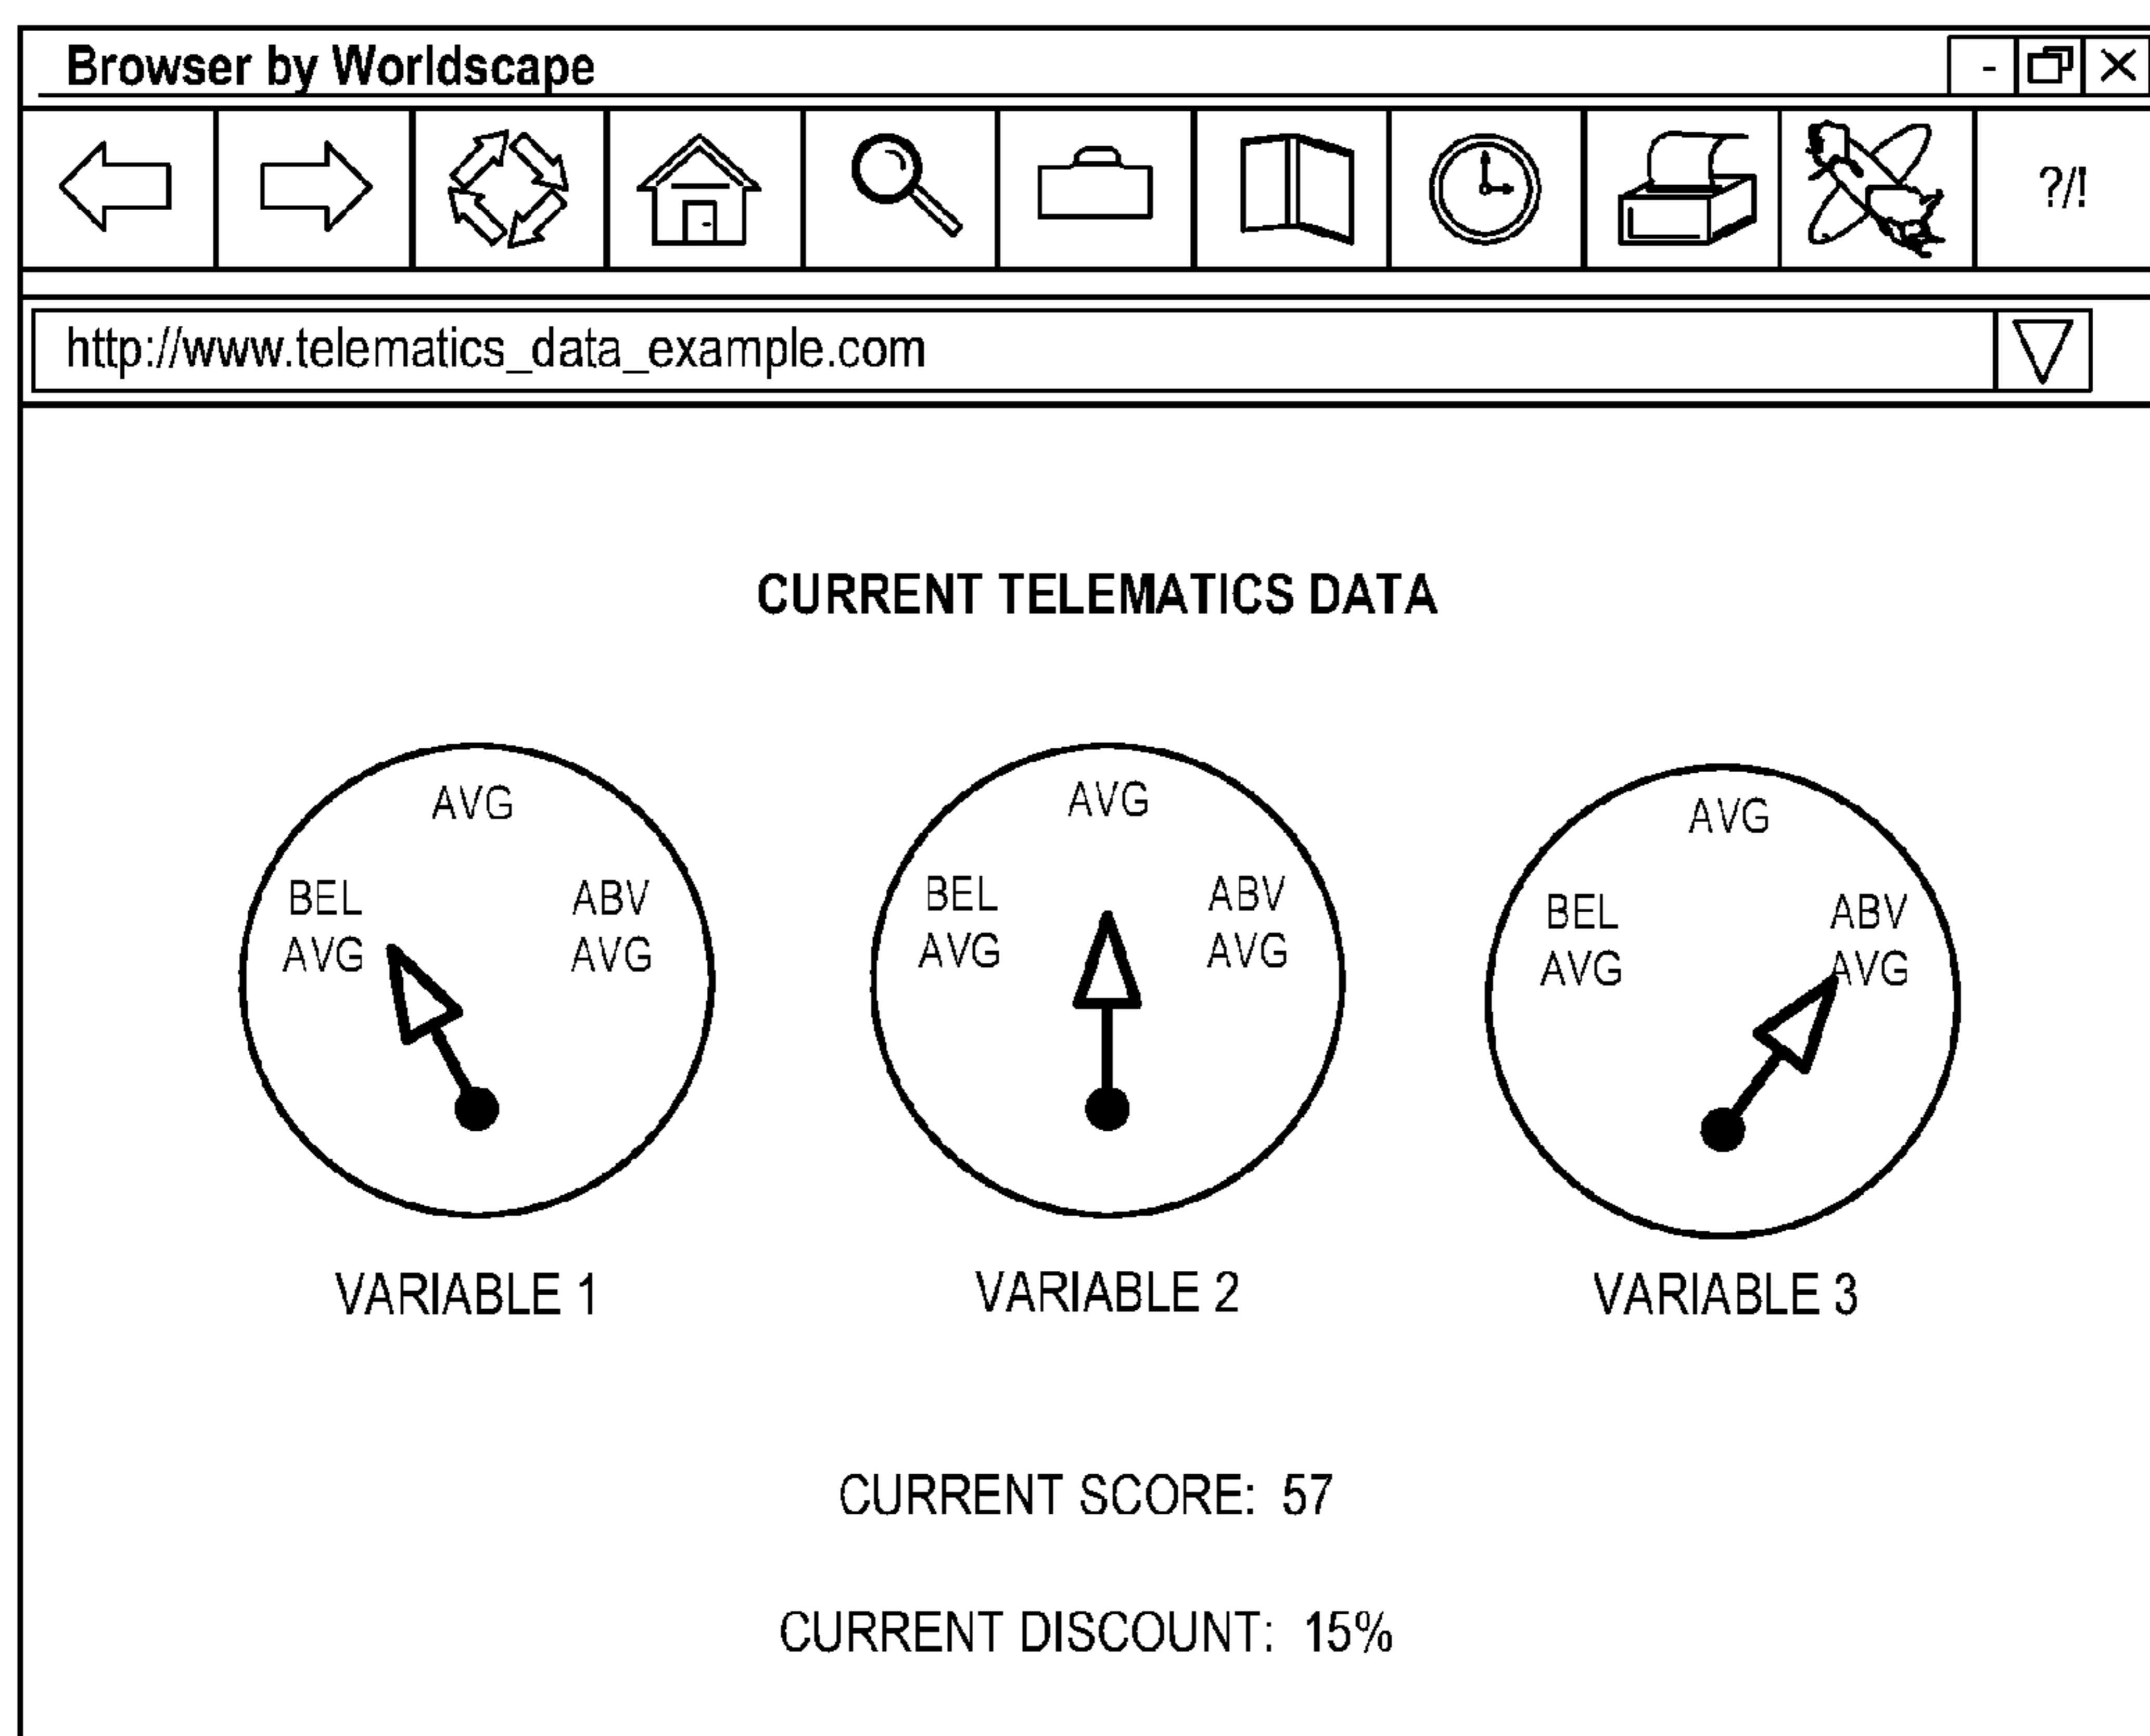 Browser by Worldscape
?/!
http://www.telematics_data_example.com
CURRENT TELEMATICS DATA
AVG
BEL
AVG
ABV
AVG
VARIABLE 1
AVG
BEL
AVG
ABV
AVG
VARIABLE 2
AVG
BEL
AVG
ABV
AVG
VARIABLE 3
CURRENT SCORE: 57
CURRENT DISCOUNT: 15%